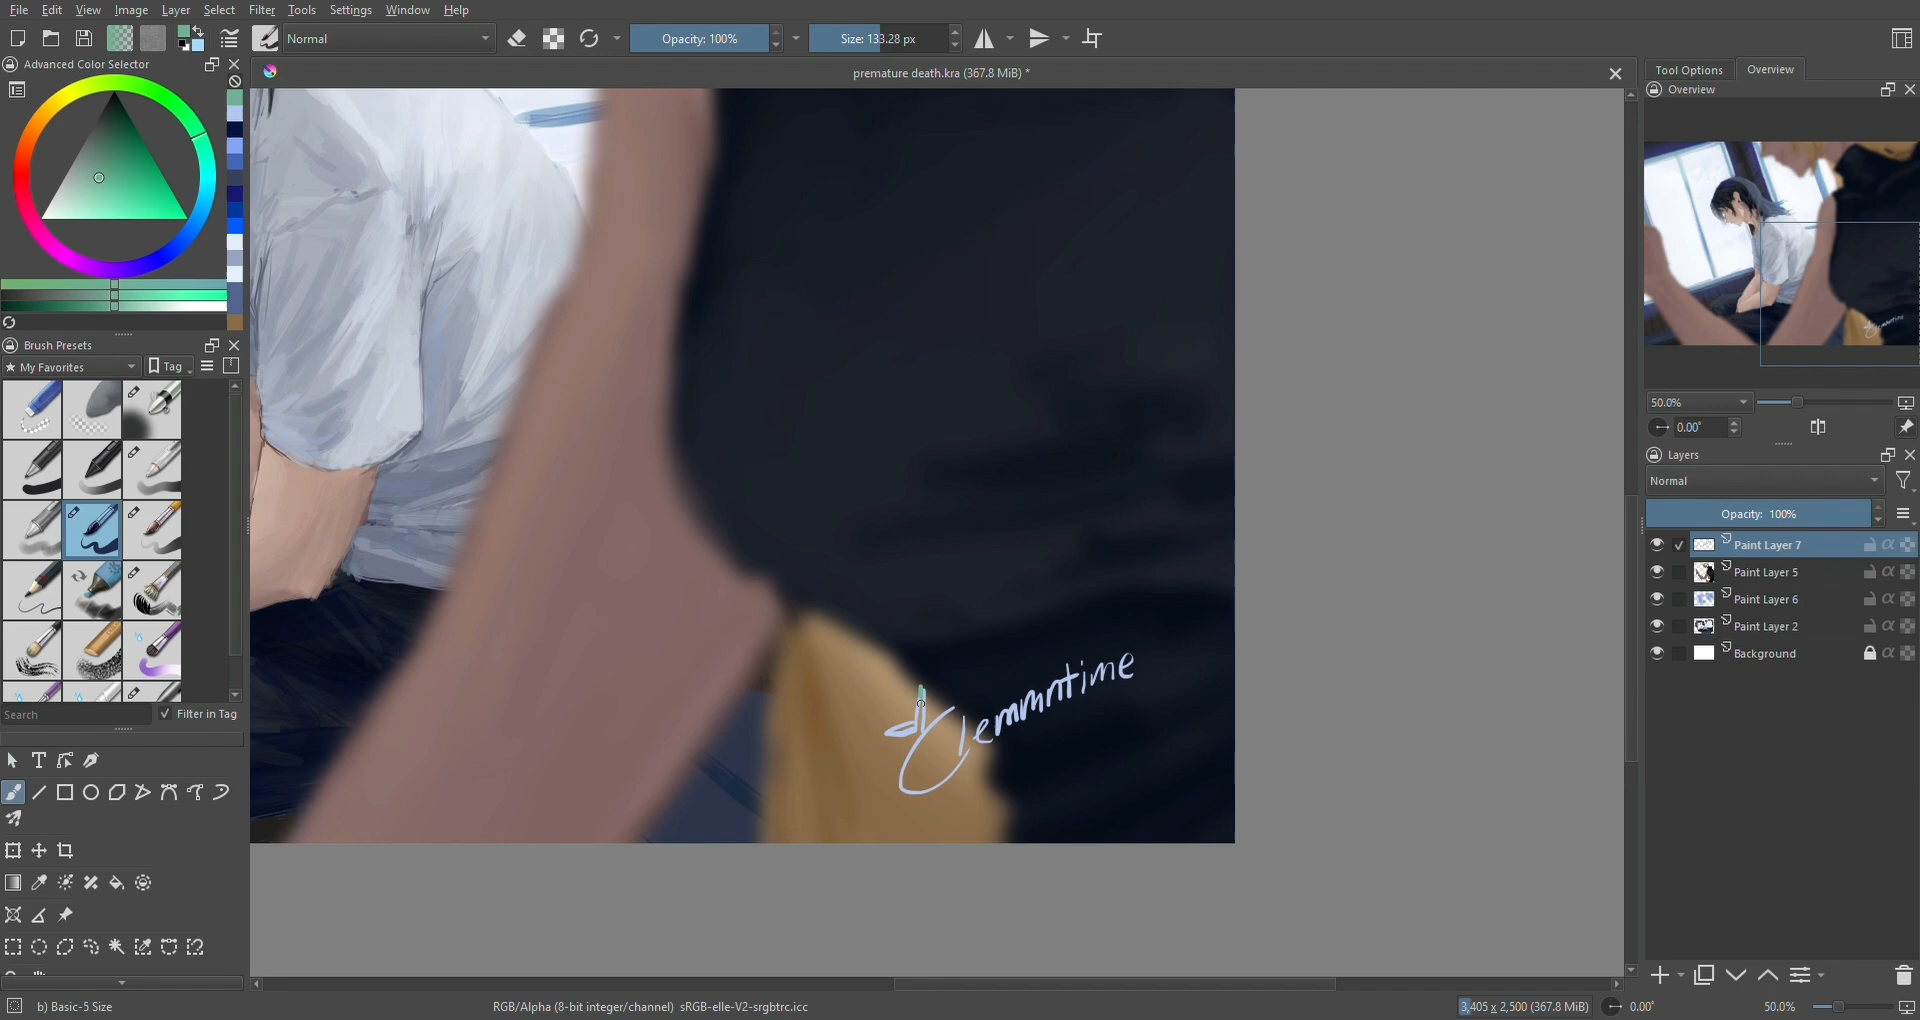 File Edit View Image Layer Select Filter Tools Settings Window Help
Normal Opacity: 100% Size: 133.28 px
Advanced Color Selector
premature death.kra (367.8 MiB) *
Tool Options Overview
Overview
50.0%
0.00°
Brush Presets
My Favorites Tag
Search Filter in Tag
Layers
Normal
Opacity: 100%
Paint Layer 7
Paint Layer 5
Paint Layer 6
Paint Layer 2
Background
b) Basic-5 Size RGB/Alpha (8-bit integer/channel) sRGB-elle-V2-srgbtrc.icc 3,405 x 2,500 (367.8 MiB) 0.00° 50.0%